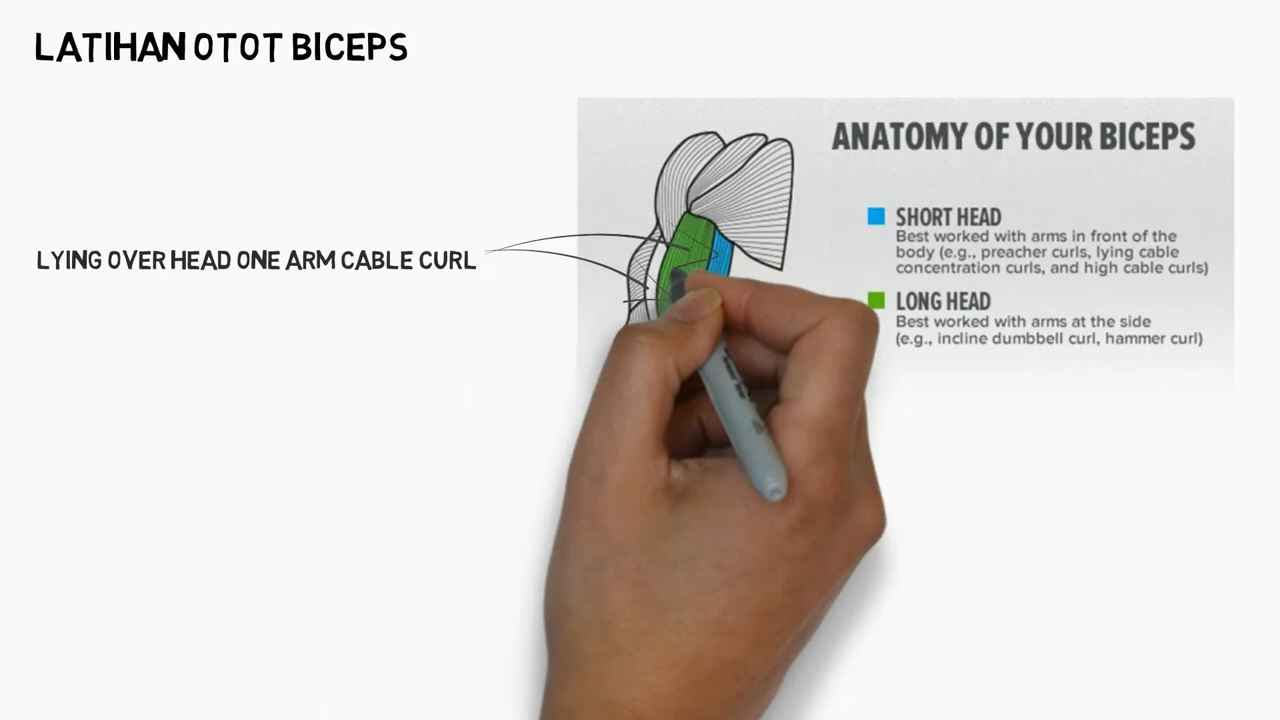 LATIHAN OTOT BICEPS
ANATOMY OF YOUR BICEPS
SHORT HEAD
Best worked with arms in front of the
body (e.g., preacher curls, lying cable
concentration curls, and high cable curls)
LYING OVER HEAD ONE ARM CABLE CURL
LONG HEAD
Best worked with arms at the side
(e.g., incline dumbbell curl, hammer curl)